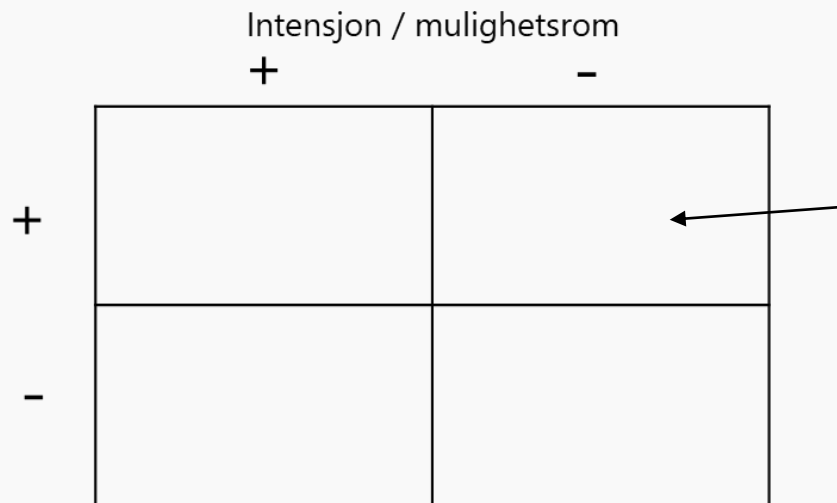 Intensjon / mulighetsrom
+ -
+
-